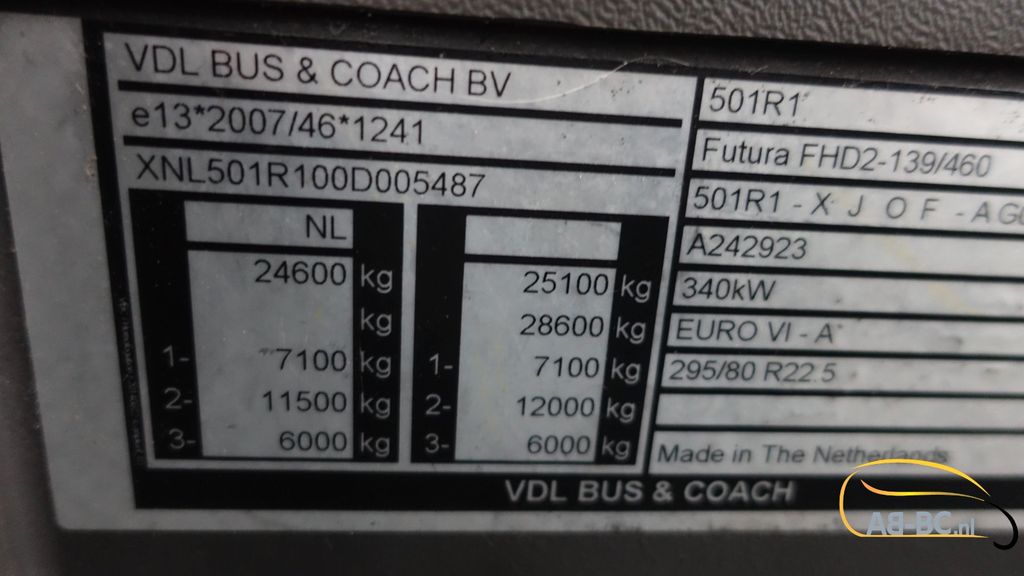 VDL BUS & COACH BV
e13*2007/46*1241
XNL501R100D005487
NL
24600 kg
kg
1- 7100 kg
2- 11500 kg
3- 6000 kg
25100 kg
28600 kg
1- 7100 kg
2- 12000 kg
3- 6000 kg
501R1
Futura FHD2-139/460
501R1 - X J O F - AG
A242923
340kW
EURO VI - A
295/80 R22.5
Made in The Netherlands
VDL BUS & COACH
AB-BC.nl